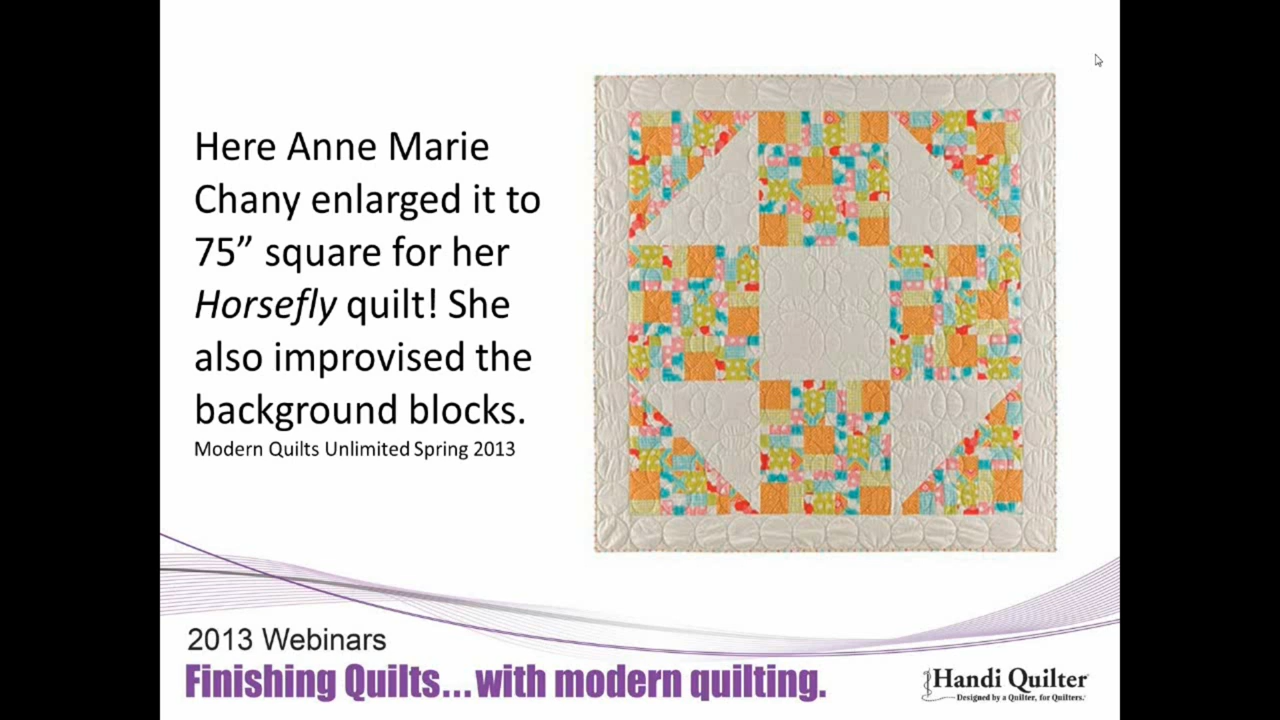 Here Anne Marie
Chany enlarged it to
75” square for her
Horsefly quilt! She
also improvised the
background blocks.
Modern Quilts Unlimited Spring 2013
2013 Webinars
Finishing Quilts...with modern quilting.
Handi Quilter
Designed by a Quilter, for Quilters.